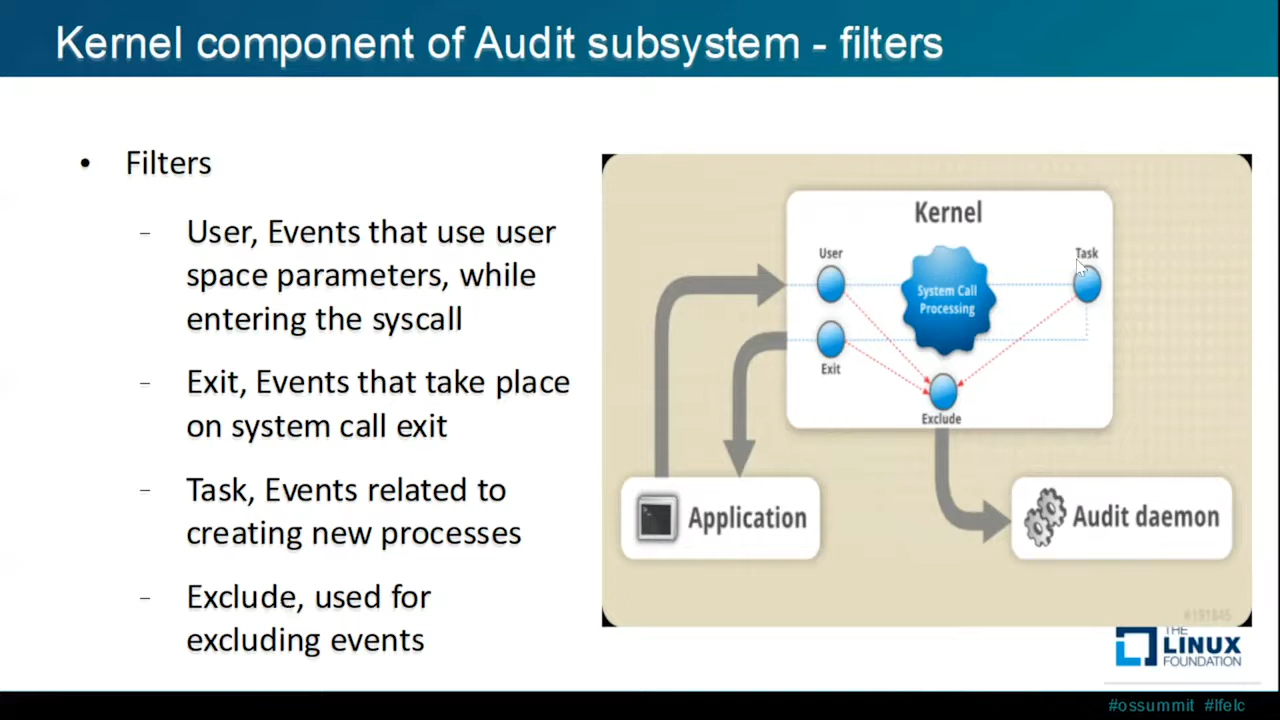 Kernel component of Audit subsystem - filters
• Filters
- User, Events that use user
space parameters, while
entering the syscall
- Exit, Events that take place
on system call exit
- Task, Events related to
creating new processes
- Exclude, used for
excluding events
Kernel
User
Task
System Call
Processing
Exit
Exclude
Application
Audit daemon
#191845
THE
LINUX
FOUNDATION
#ossummit #lfelc